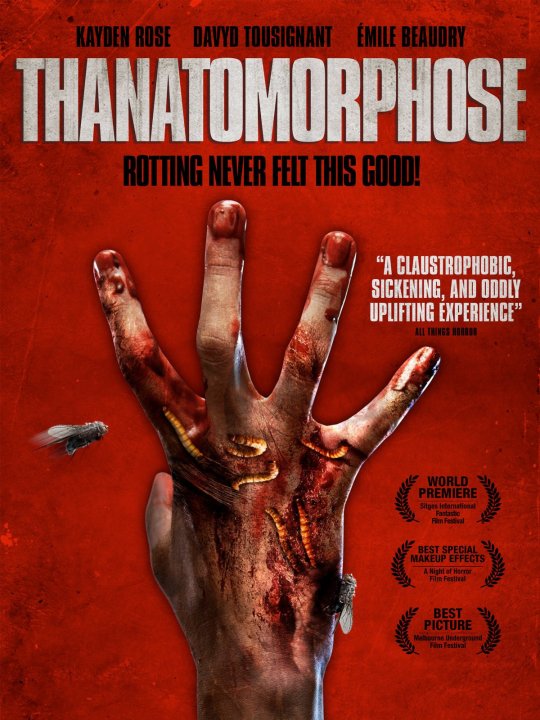 KAYDEN ROSE DAVYD TOUSIGNANT ÉMILE BEAUDRY
THANATOMORPHOSE
ROTTING NEVER FELT THIS GOOD!
“A CLAUSTROPHOBIC,
SICKENING, AND ODDLY
UPLIFTING EXPERIENCE”
ALL THINGS HORROR
WORLD
PREMIERE
Sitges International
Fantastic
Film Festival
BEST SPECIAL
MAKEUP EFFECTS
A Night of Horror
Film Festival
BEST
PICTURE
Melbourne Underground
Film Festival